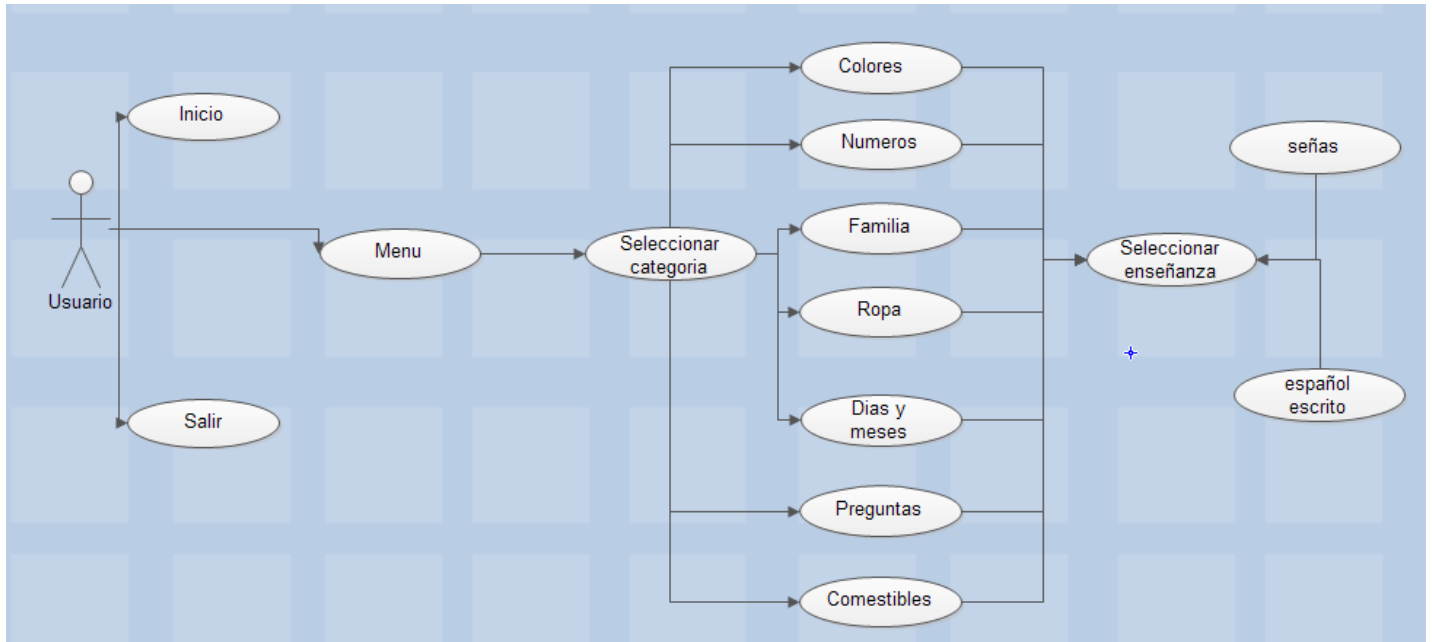 Inicio
Usuario
Salir
Menu
Seleccionar
categoria
Colores
Numeros
Familia
Ropa
Dias y
meses
Preguntas
Comestibles
Seleccionar
enseñanza
señas
español
escrito